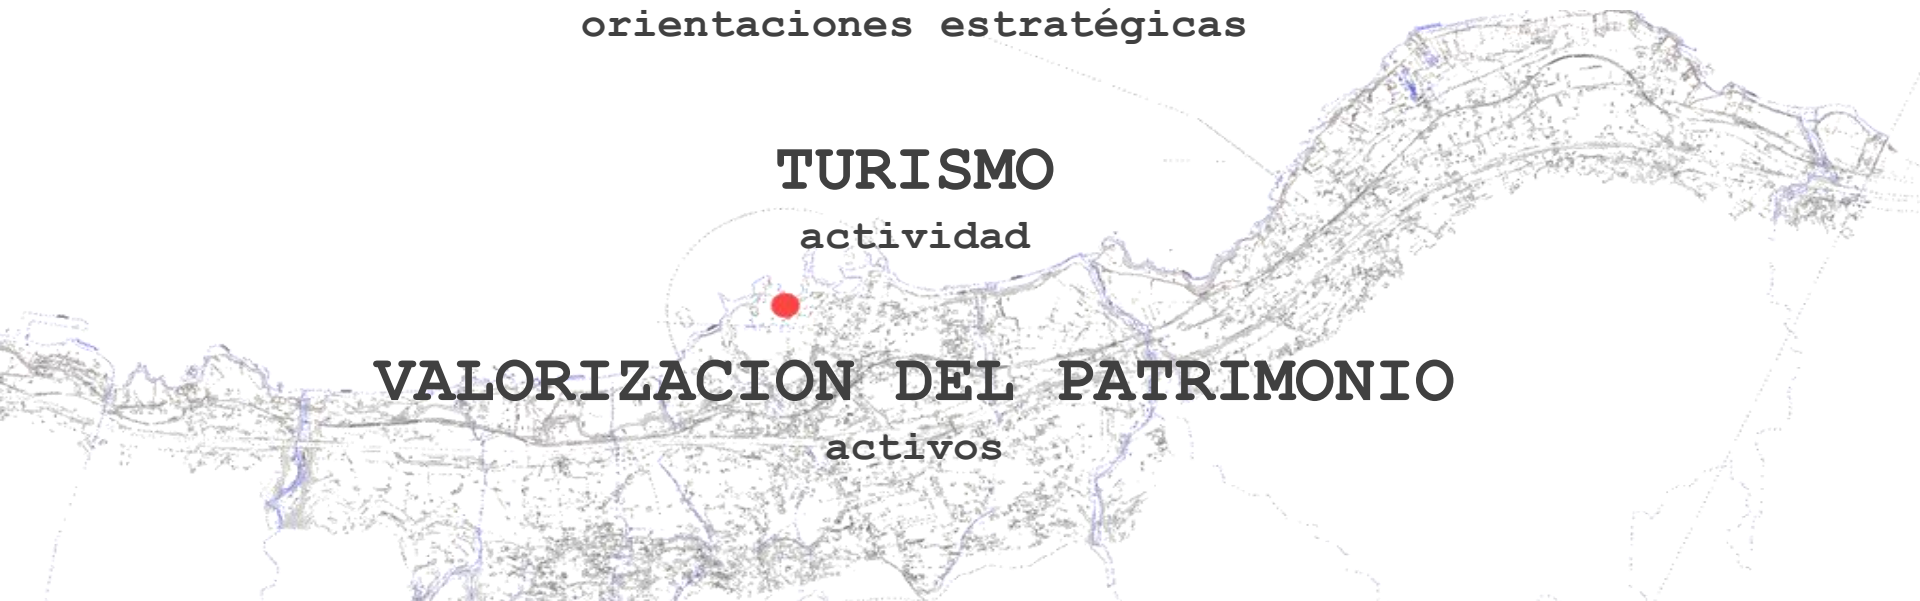 orientaciones estratégicas
TURISMO
actividad
VALORIZACION DEL PATRIMONIO
activos